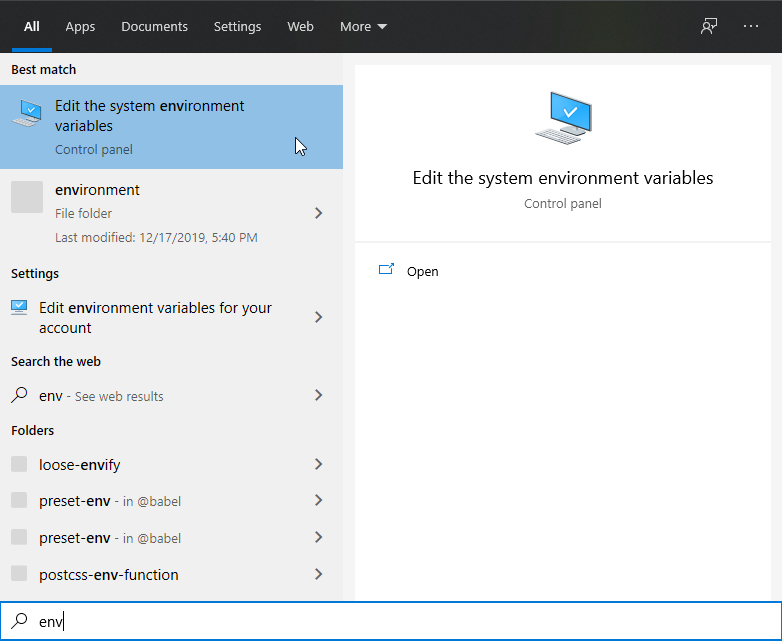 All Apps Documents Settings Web More
Best match
Edit the system environment
variables
Control panel
environment
File folder
Last modified: 12/17/2019, 5:40 PM
Settings
Edit environment variables for your
account
Search the web
env - See web results
Folders
loose-envify
preset-env - in @babel
preset-env - in @babel
postcss-env-function
Edit the system environment variables
Control panel
Open
env